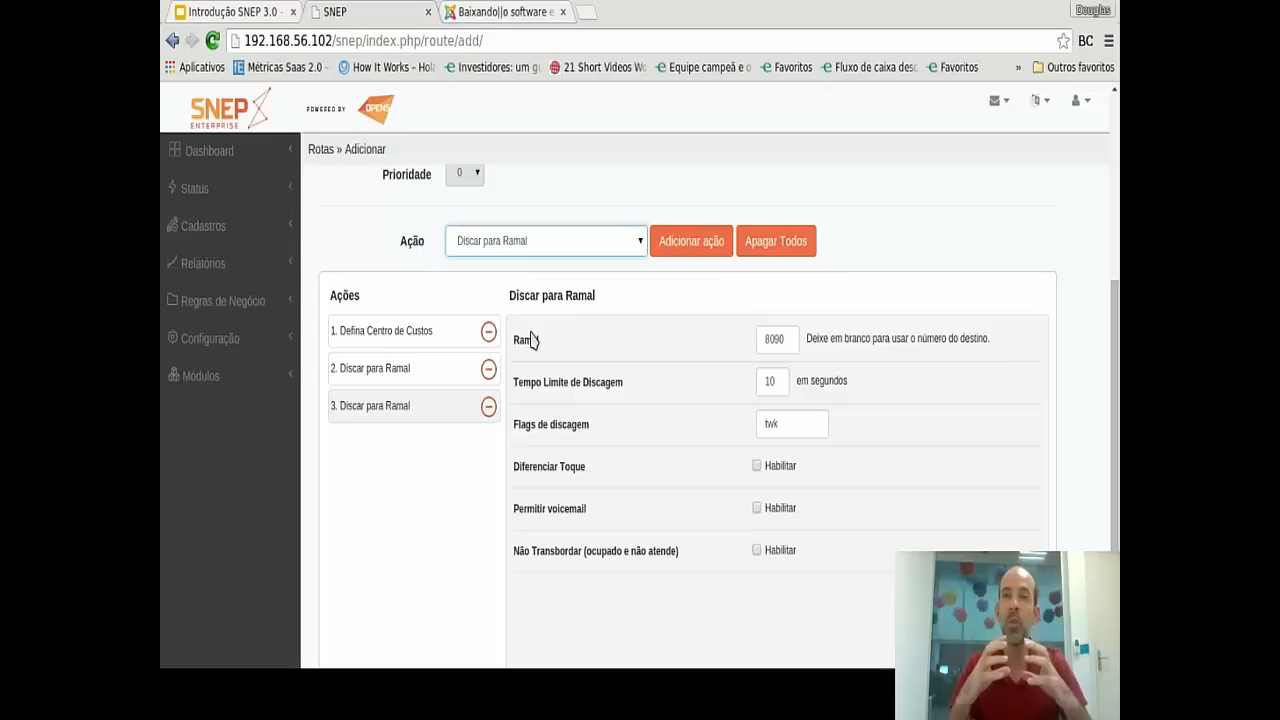 Introdução SNEP 3.0 -
SNEP
Baixando||o software e
Douglas
192.168.56.102/snep/index.php/route/add/
BC
Aplicativos
Métricas Saas 2.0 -
How It Works – Hol
Investidores: um g
21 Short Videos W
Equipe campeã e o
Favoritos
Fluxo de caixa desc
Favoritos
»
Outros favoritos
SNEP
ENTERPRISE
POWERED BY
OPENS
Dashboard
Status
Cadastros
Relatórios
Regras de Negócio
Configuração
Módulos
Rotas » Adicionar
Prioridade
0
Ação
Discar para Ramal
Adicionar ação
Apagar Todos
Ações
1. Defina Centro de Custos
2. Discar para Ramal
3. Discar para Ramal
Discar para Ramal
8090 Deixe em branco para usar o número do destino.
Tempo Limite de Discagem 10 em segundos
Flags de discagem twk
Diferenciar Toque Habilitar
Permitir voicemail Habilitar
Não Transbordar (ocupado e não atende) Habilitar